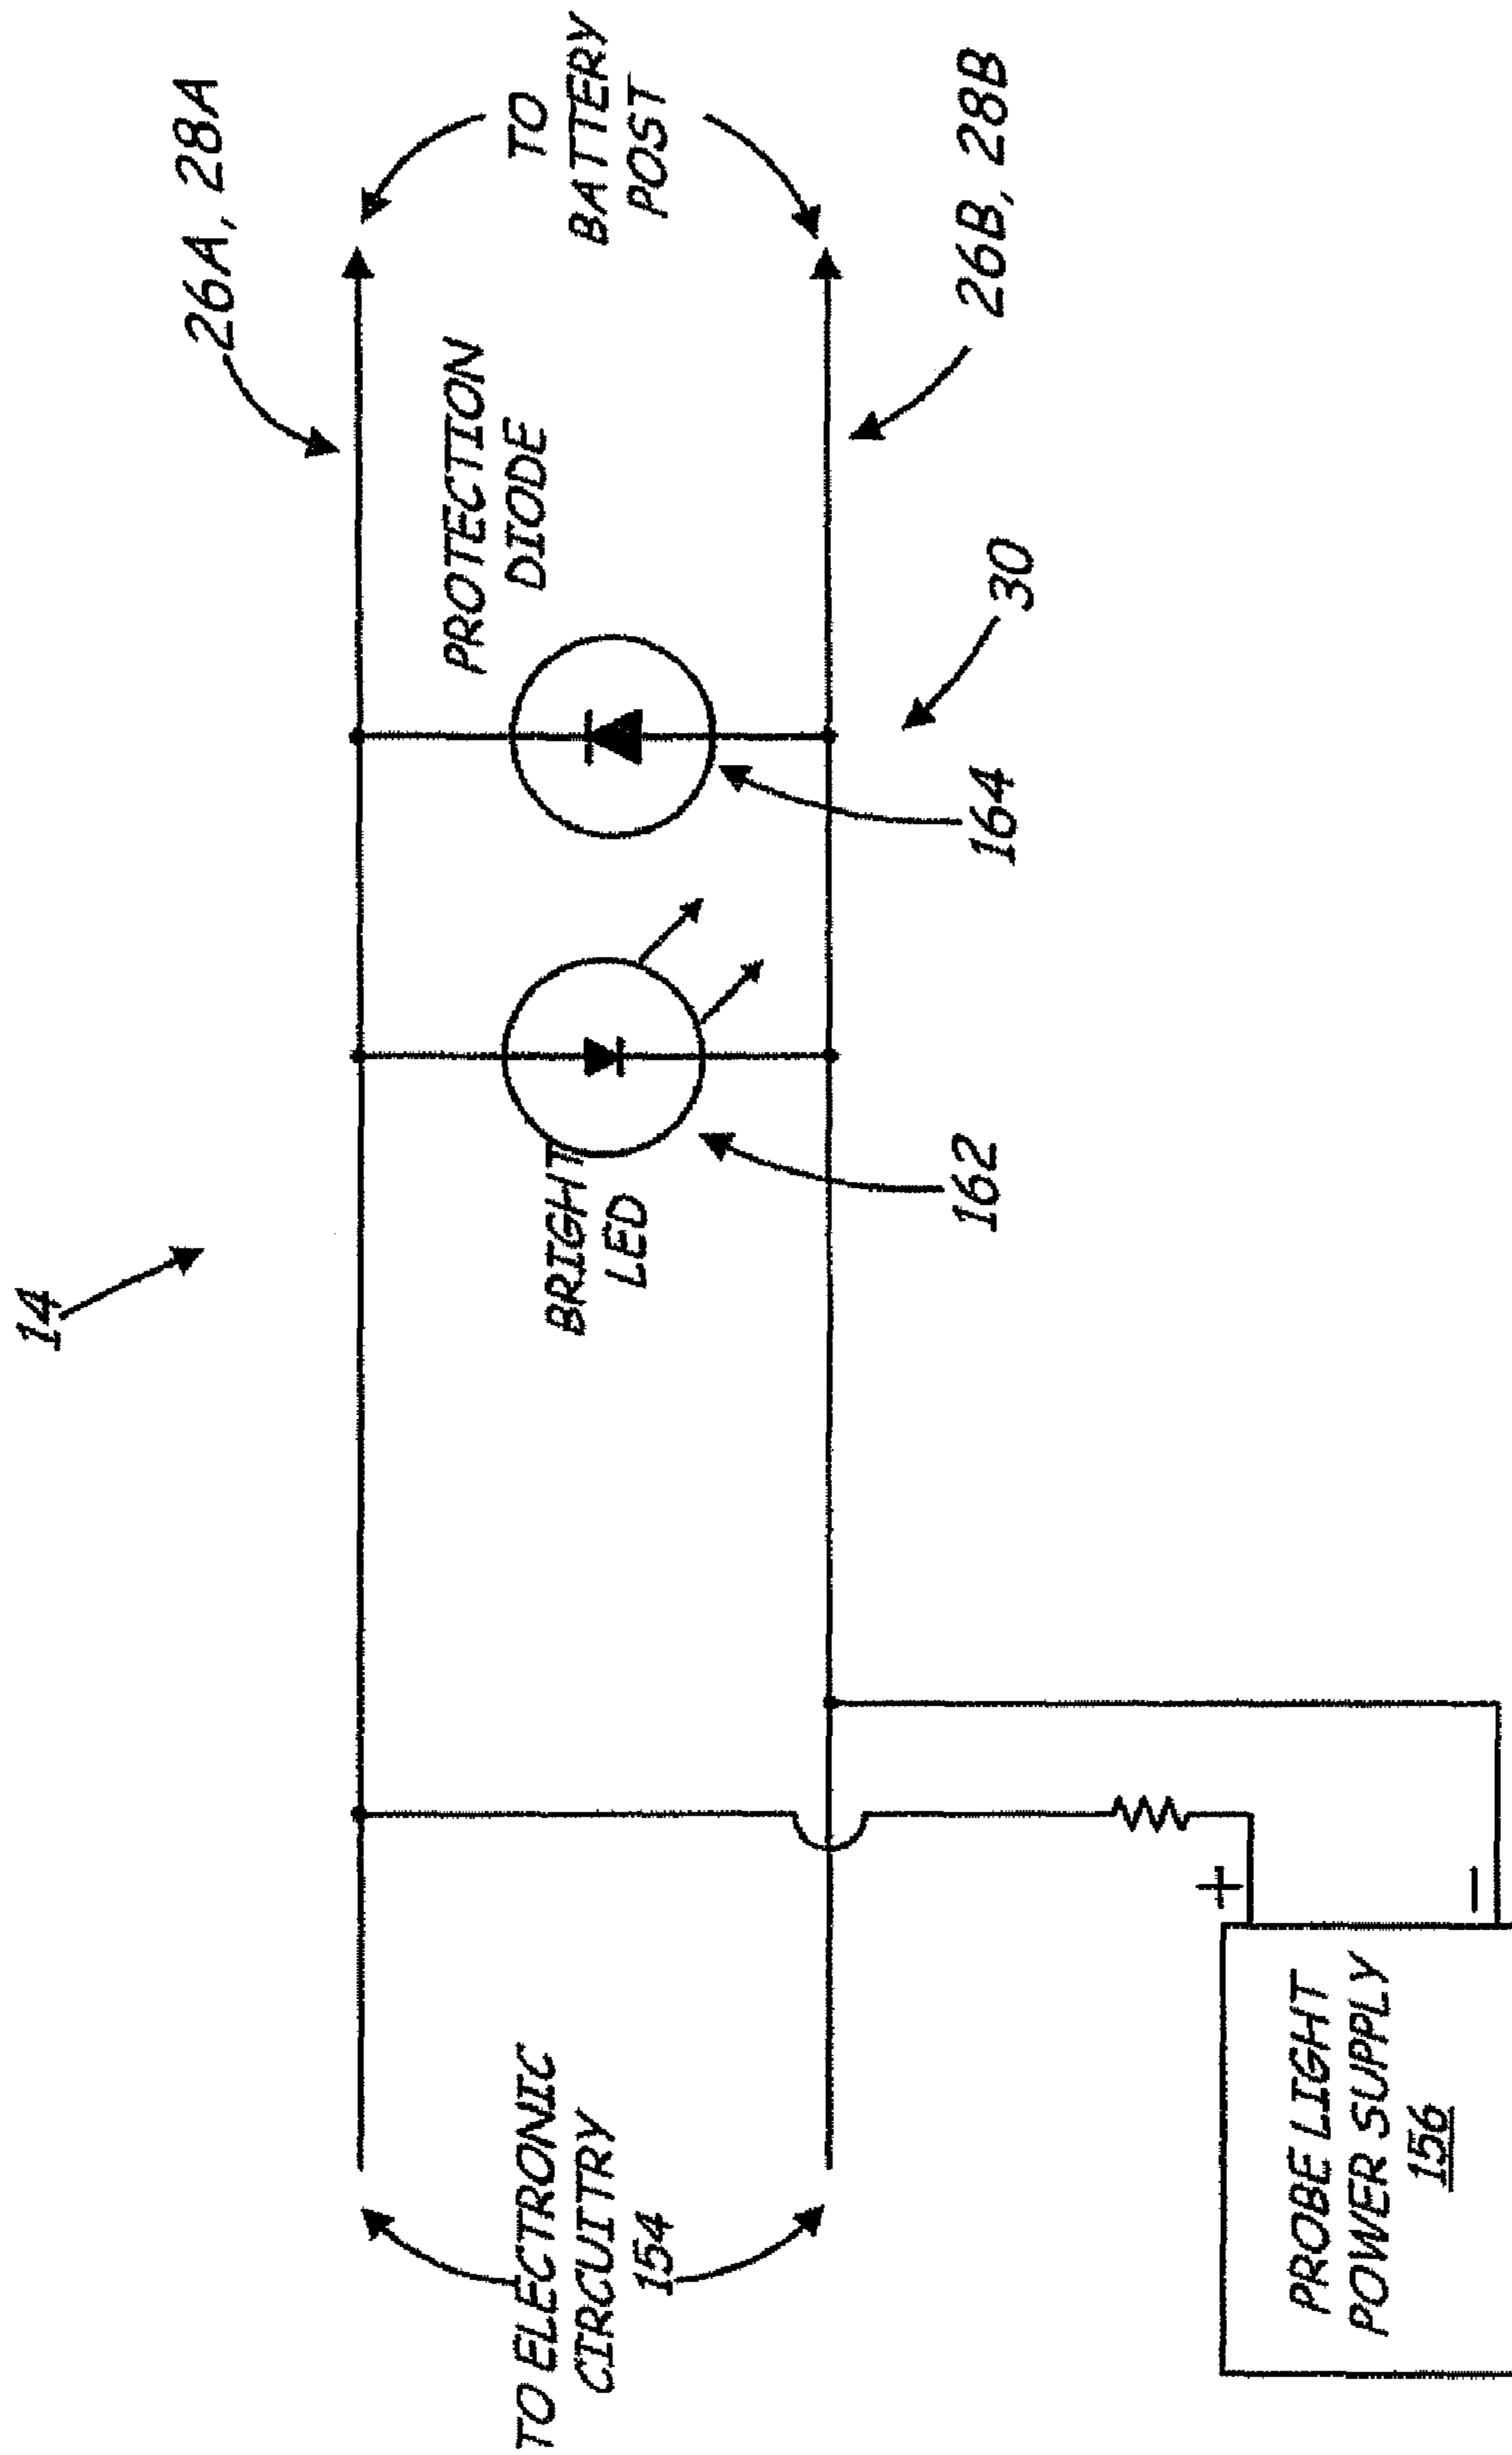 14
26A, 28A
TO
BATTERY
POST
PROTECTION
DIODE
BRIGHT
LED
26B, 28B
30
164
162
TO ELECTRONIC
CIRCUITRY
154
+
−
PROBE LIGHT
POWER SUPPLY
156